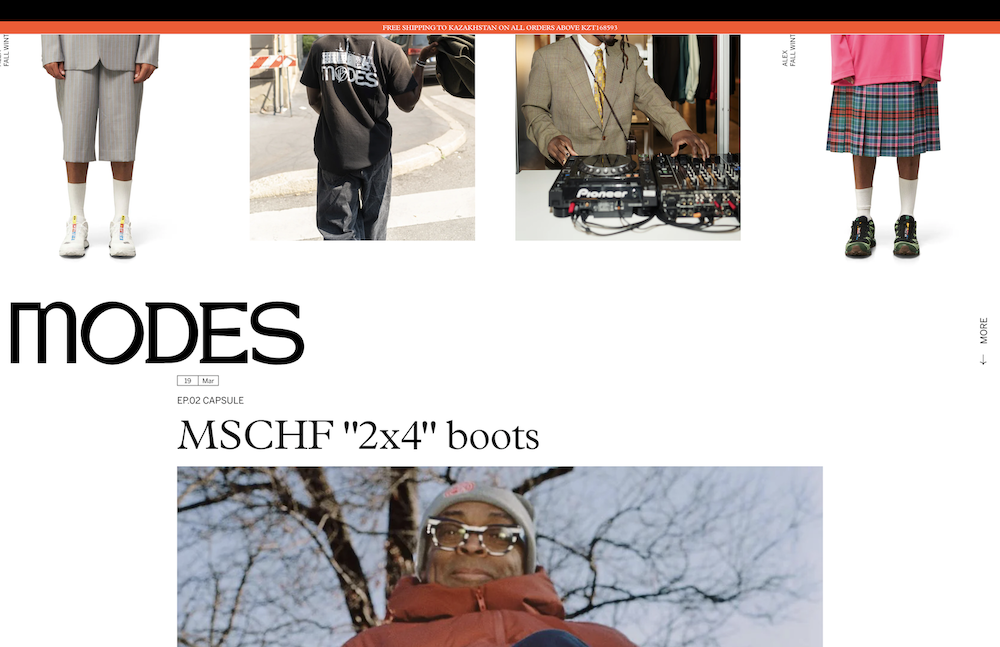 FREE SHIPPING TO KAZAKHSTAN ON ALL ORDERS ABOVE KZT168593
FALL WINT
MODES
Pioneer
ALEX
FALL WINT
MODES
MORE
19 Mar
EP.02 CAPSULE
MSCHF "2x4" boots